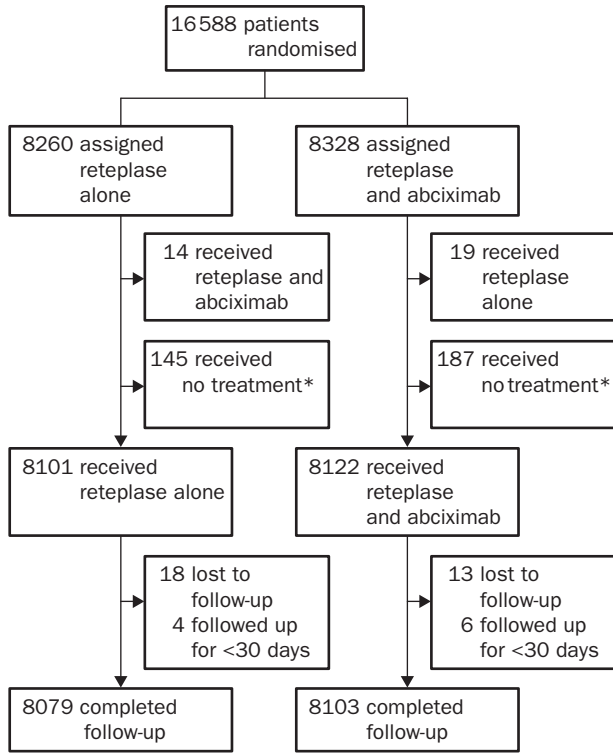 16588 patients
randomised
8260 assigned
reteplase
alone
8328 assigned
reteplase
and abciximab
14 received
reteplase and
abciximab
19 received
reteplase
alone
145 received
no treatment*
187 received
no treatment*
8101 received
reteplase alone
8122 received
reteplase
and abciximab
18 lost to
follow-up
4 followed up
for <30 days
13 lost to
follow-up
6 followed up
for <30 days
8079 completed
follow-up
8103 completed
follow-up